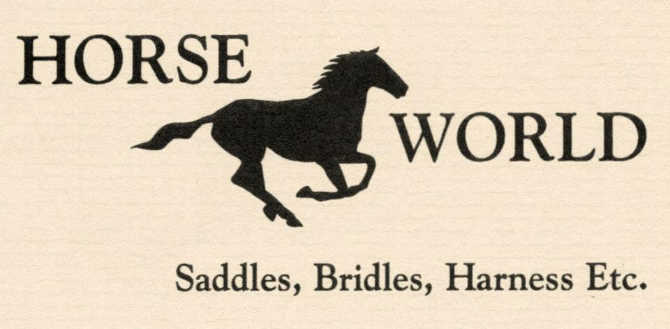 HORSE
WORLD
Saddles, Bridles, Harness Etc.